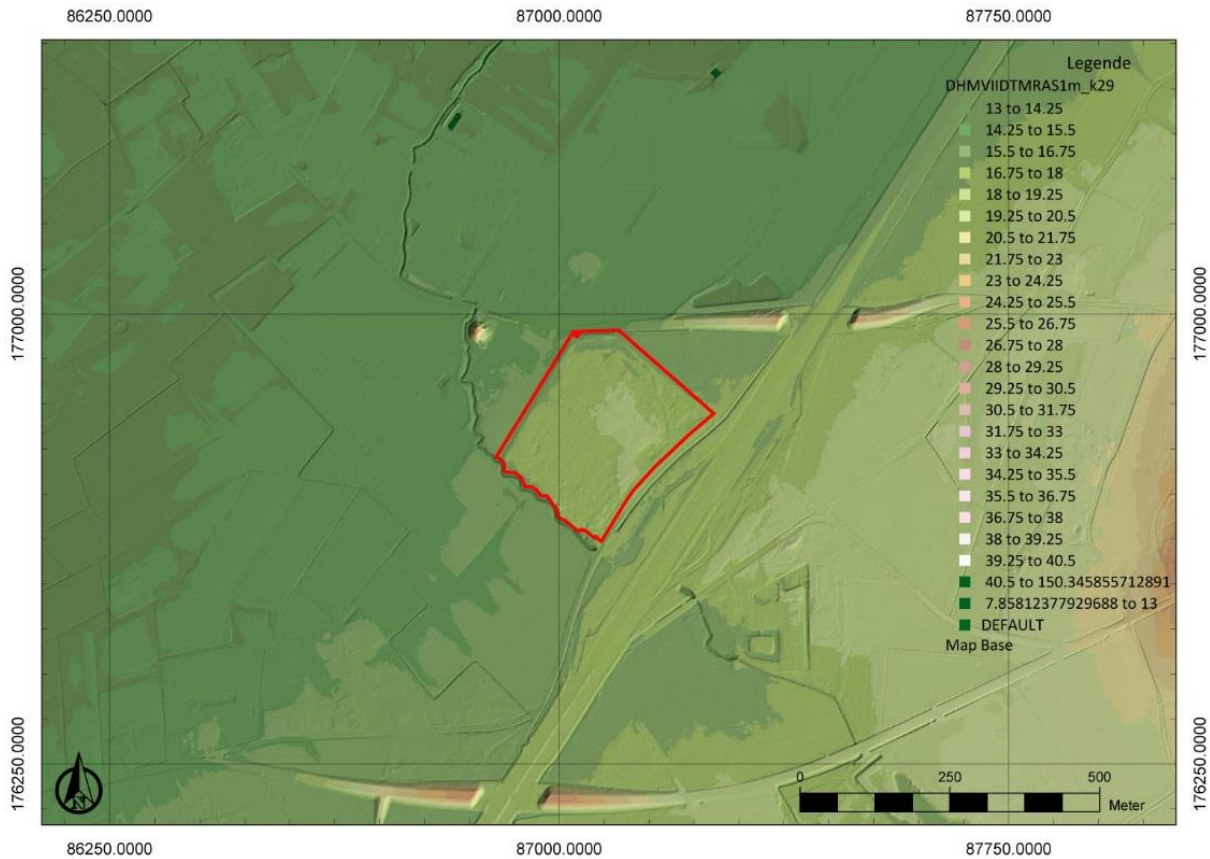 86250.0000 87000.0000 87750.0000
Legende
DHMVIIDTMRAS1m_k29
13 to 14.25
14.25 to 15.5
15.5 to 16.75
16.75 to 18
18 to 19.25
19.25 to 20.5
20.5 to 21.75
21.75 to 23
23 to 24.25
24.25 to 25.5
25.5 to 26.75
26.75 to 28
28 to 29.25
29.25 to 30.5
30.5 to 31.75
31.75 to 33
33 to 34.25
34.25 to 35.5
35.5 to 36.75
36.75 to 38
38 to 39.25
39.25 to 40.5
40.5 to 150.345855712891
7.85812377929688 to 13
DEFAULT
Map Base
177000.0000 177000.0000
176250.0000 176250.0000
N
0 250 500
Meter
86250.0000 87000.0000 87750.0000